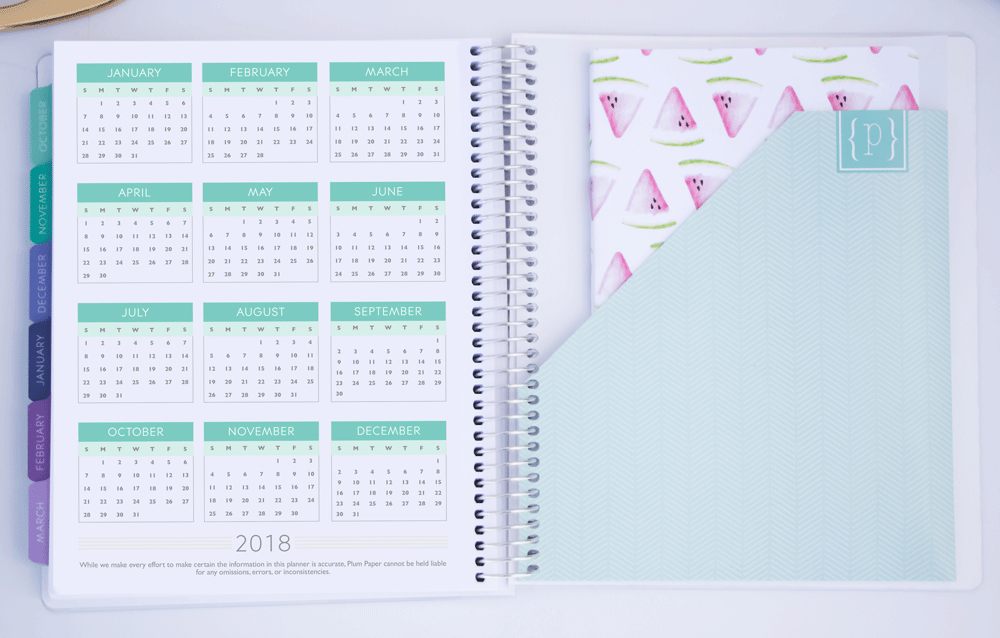 OCTOBER
NOVEMBER
DECEMBER
JANUARY
FEBRUARY
MARCH
JANUARY
S M T W T F S
1 2 3 4 5 6
7 8 9 10 11 12 13
14 15 16 17 18 19 20
21 22 23 24 25 26 27
28 29 30 31
FEBRUARY
S M T W T F S
1 2 3
4 5 6 7 8 9 10
11 12 13 14 15 16 17
18 19 20 21 22 23 24
25 26 27 28
MARCH
S M T W T F S
1 2 3
4 5 6 7 8 9 10
11 12 13 14 15 16 17
18 19 20 21 22 23 24
25 26 27 28 29 30 31
APRIL
S M T W T F S
1 2 3 4 5 6 7
8 9 10 11 12 13 14
15 16 17 18 19 20 21
22 23 24 25 26 27 28
29 30
MAY
S M T W T F S
1 2 3 4 5
6 7 8 9 10 11 12
13 14 15 16 17 18 19
20 21 22 23 24 25 26
27 28 29 30 31
JUNE
S M T W T F S
1 2
3 4 5 6 7 8 9
10 11 12 13 14 15 16
17 18 19 20 21 22 23
24 25 26 27 28 29 30
JULY
S M T W T F S
1 2 3 4 5 6 7
8 9 10 11 12 13 14
15 16 17 18 19 20 21
22 23 24 25 26 27 28
29 30 31
AUGUST
S M T W T F S
1 2 3 4
5 6 7 8 9 10 11
12 13 14 15 16 17 18
19 20 21 22 23 24 25
26 27 28 29 30 31
SEPTEMBER
S M T W T F S
1
2 3 4 5 6 7 8
9 10 11 12 13 14 15
16 17 18 19 20 21 22
23 24 25 26 27 28 29
30
OCTOBER
S M T W T F S
1 2 3 4 5 6
7 8 9 10 11 12 13
14 15 16 17 18 19 20
21 22 23 24 25 26 27
28 29 30 31
NOVEMBER
S M T W T F S
1 2 3
4 5 6 7 8 9 10
11 12 13 14 15 16 17
18 19 20 21 22 23 24
25 26 27 28 29 30
DECEMBER
S M T W T F S
1
2 3 4 5 6 7 8
9 10 11 12 13 14 15
16 17 18 19 20 21 22
23 24 25 26 27 28 29
30 31
2018
While we make every effort to make certain the information in this planner is accurate, Plum Paper cannot be held liable
for any omissions, errors, or inconsistencies.
{p}